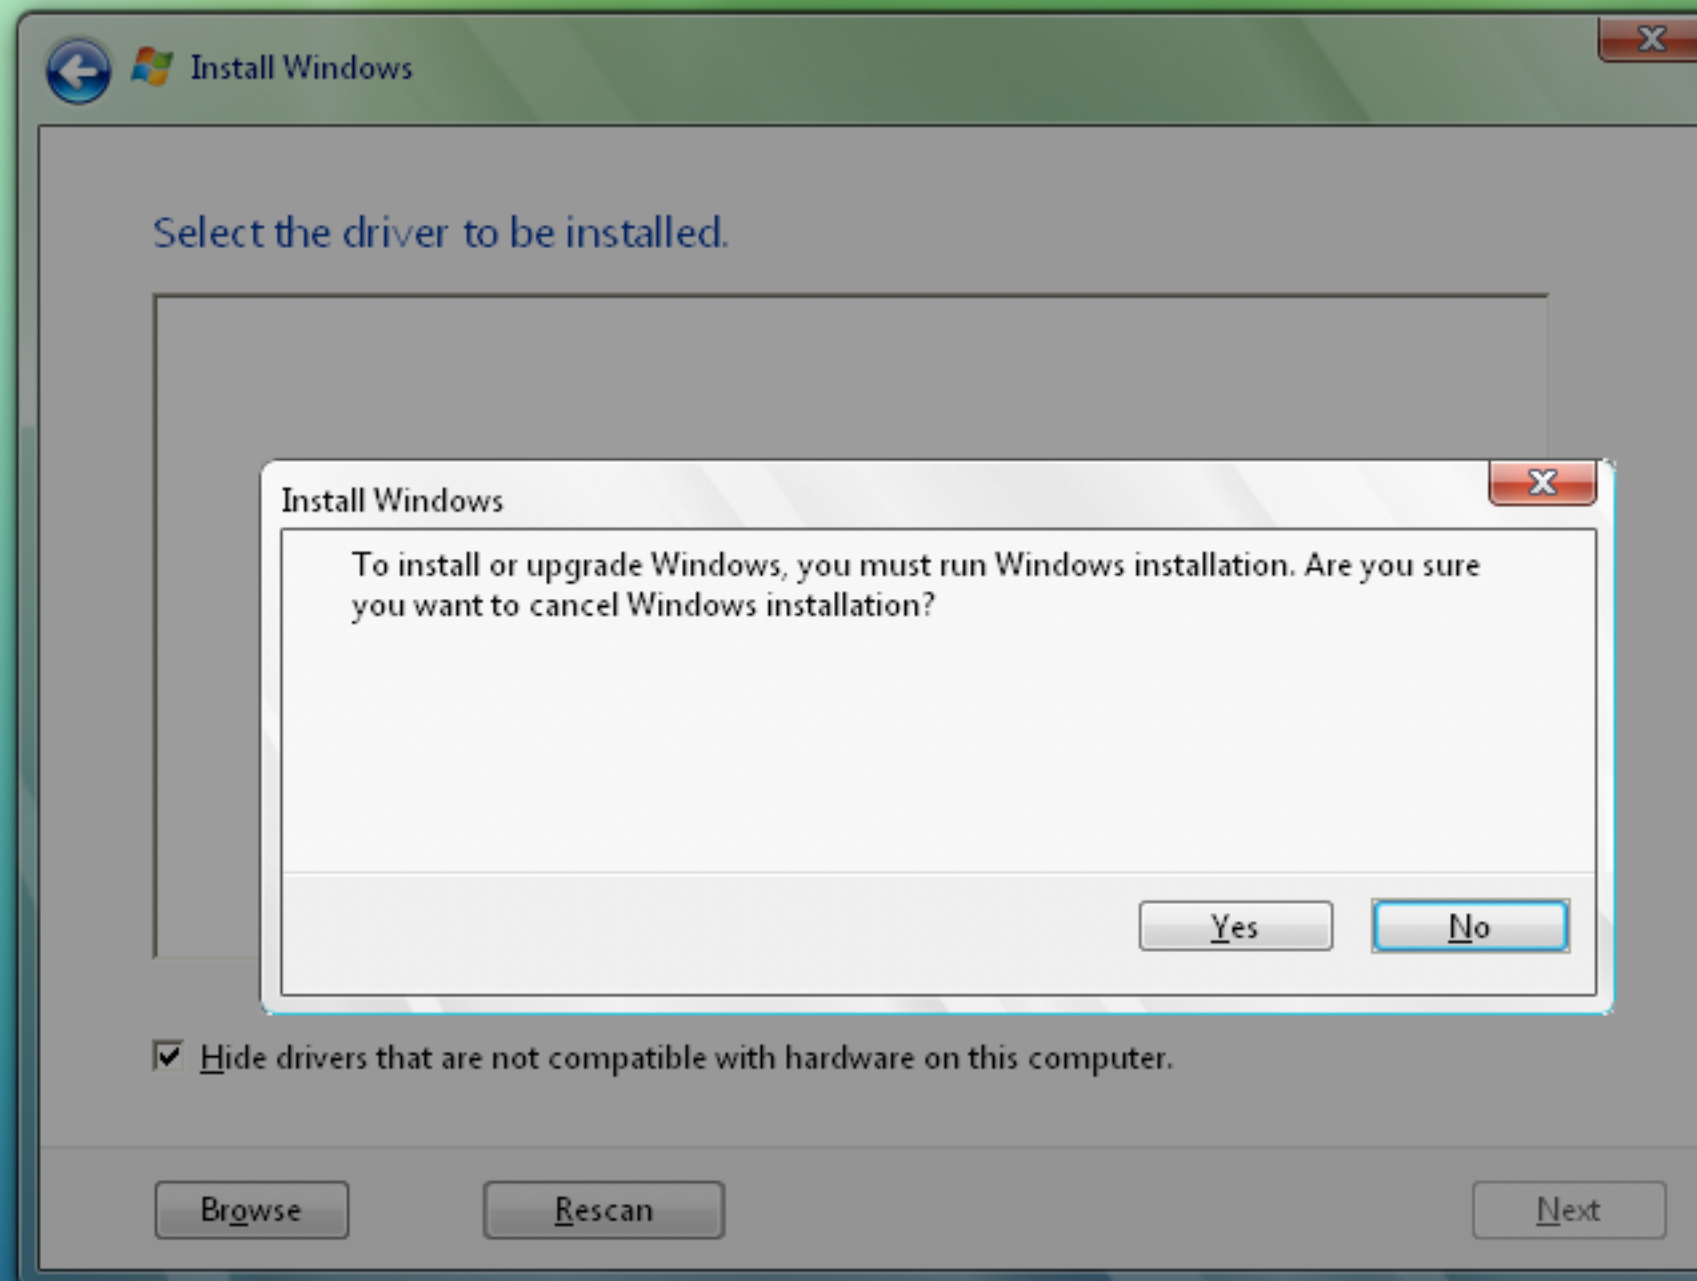 Install Windows
Select the driver to be installed.
Install Windows
To install or upgrade Windows, you must run Windows installation. Are you sure
you want to cancel Windows installation?
Yes
No
Hide drivers that are not compatible with hardware on this computer.
Browse
Rescan
Next